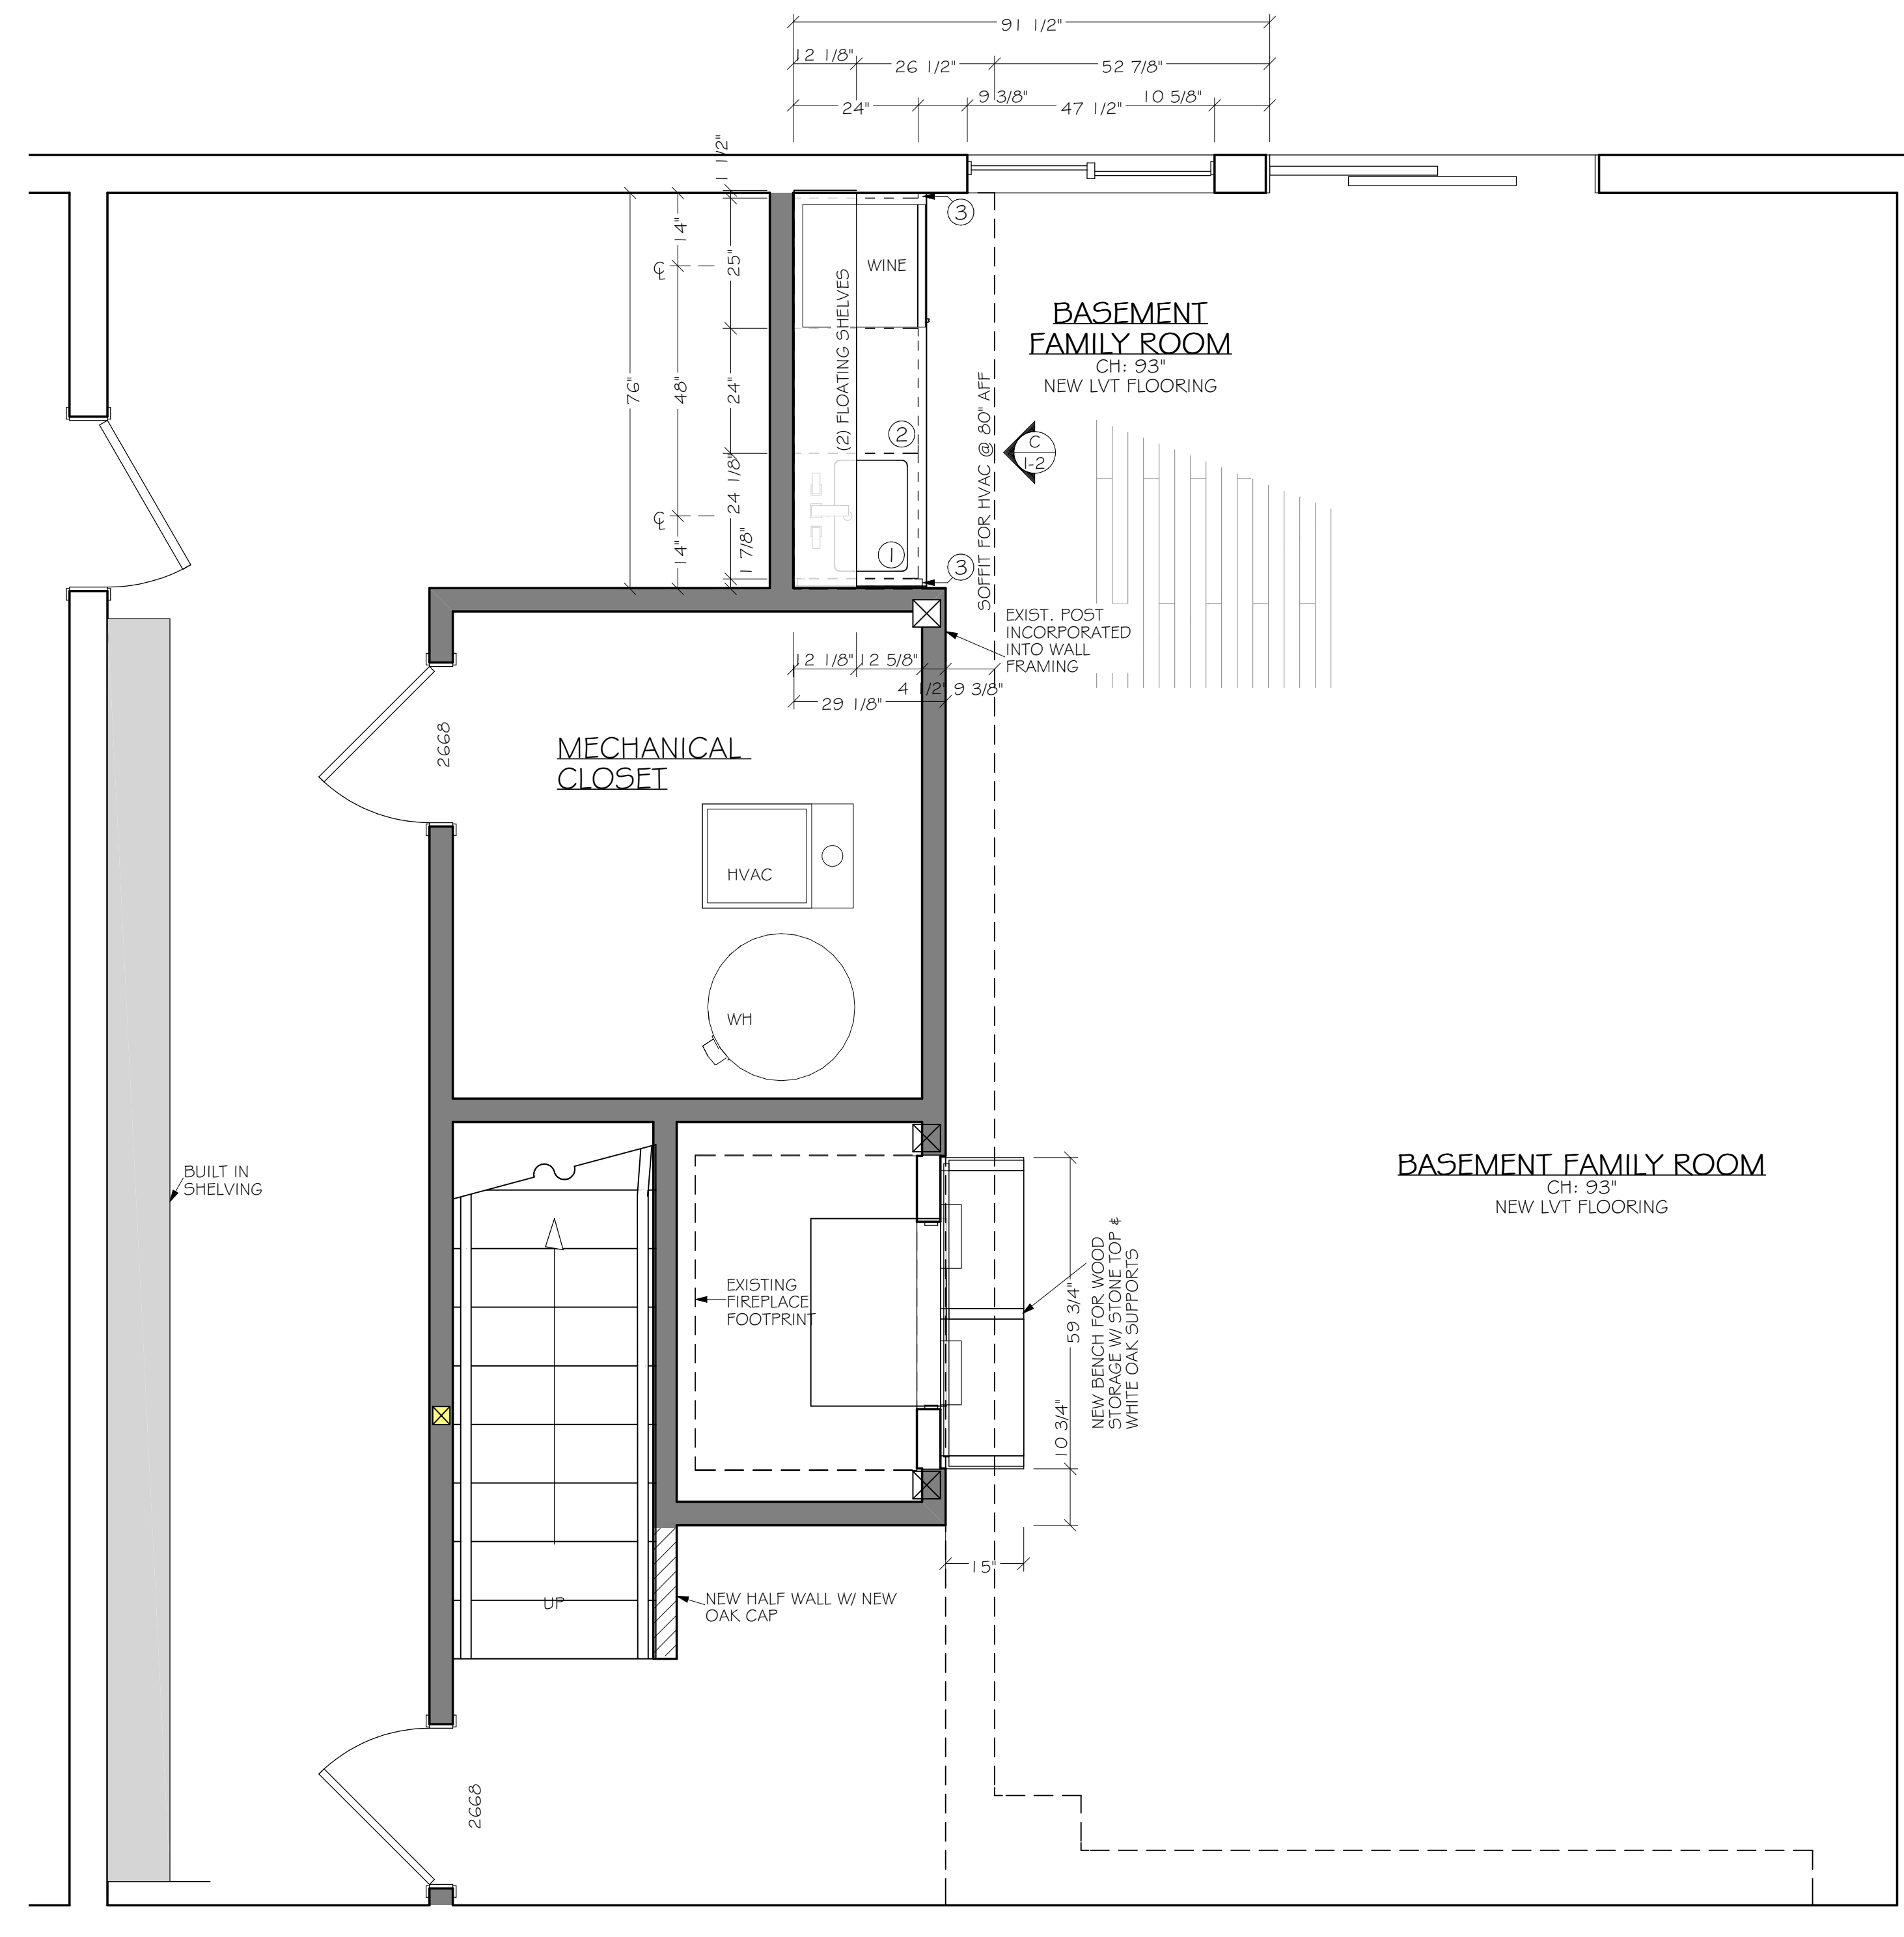 91 1/2"
12 1/8"
26 1/2"
52 7/8"
24"
9 3/8"
47 1/2"
10 5/8"
1 1/2"
14"
25"
℄
76"
48"
24"
24 1/8"
℄
14"
1 7/8"
(2) FLOATING SHELVES
WINE
3
2
1
3
SOFFIT FOR HVAC @ 80" AFF
BASEMENT
FAMILY ROOM
CH: 93"
NEW LVT FLOORING
C
I-2
EXIST. POST
INCORPORATED
INTO WALL
FRAMING
12 1/8"
12 5/8"
4 1/2"
9 3/8"
29 1/8"
2668
MECHANICAL
CLOSET
HVAC
WH
BUILT IN
SHELVING
EXISTING
FIREPLACE
FOOTPRINT
59 3/4"
10 3/4"
NEW BENCH FOR WOOD
STORAGE W/ STONE TOP &
WHITE OAK SUPPORTS
BASEMENT FAMILY ROOM
CH: 93"
NEW LVT FLOORING
15"
UP
NEW HALF WALL W/ NEW
OAK CAP
2668